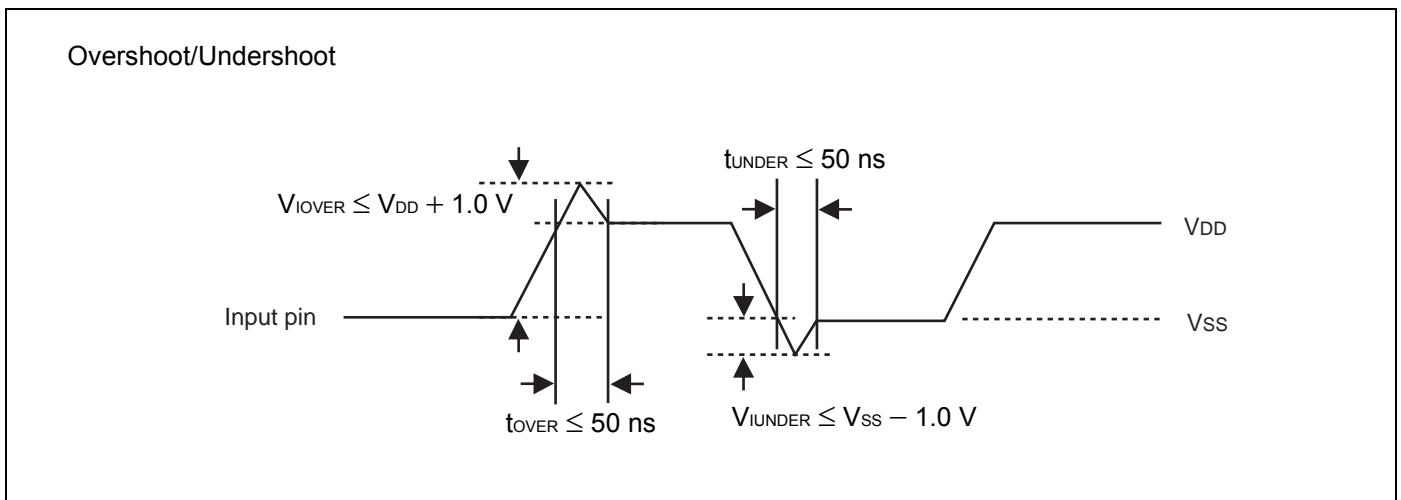 Overshoot/Undershoot
tUNDER ≤ 50 ns
VIOVER ≤ VDD + 1.0 V
VDD
Input pin
VSS
tOVER ≤ 50 ns
VIUNDER ≤ VSS − 1.0 V